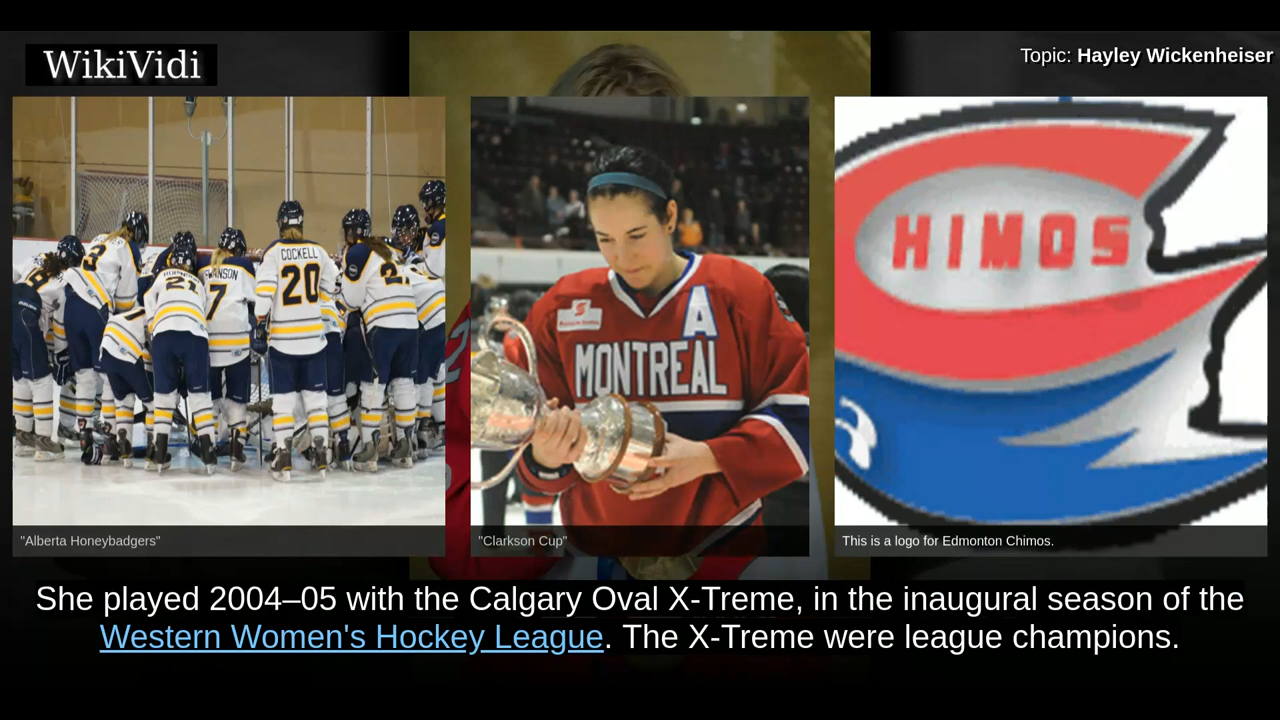 WikiVidi
Topic: Hayley Wickenheiser
COCKELL
20
3
21
7
2
MONTREAL
A
HIMOS
"Alberta Honeybadgers"
"Clarkson Cup"
This is a logo for Edmonton Chimos.
She played 2004–05 with the Calgary Oval X-Treme, in the inaugural season of the
Western Women's Hockey League. The X-Treme were league champions.